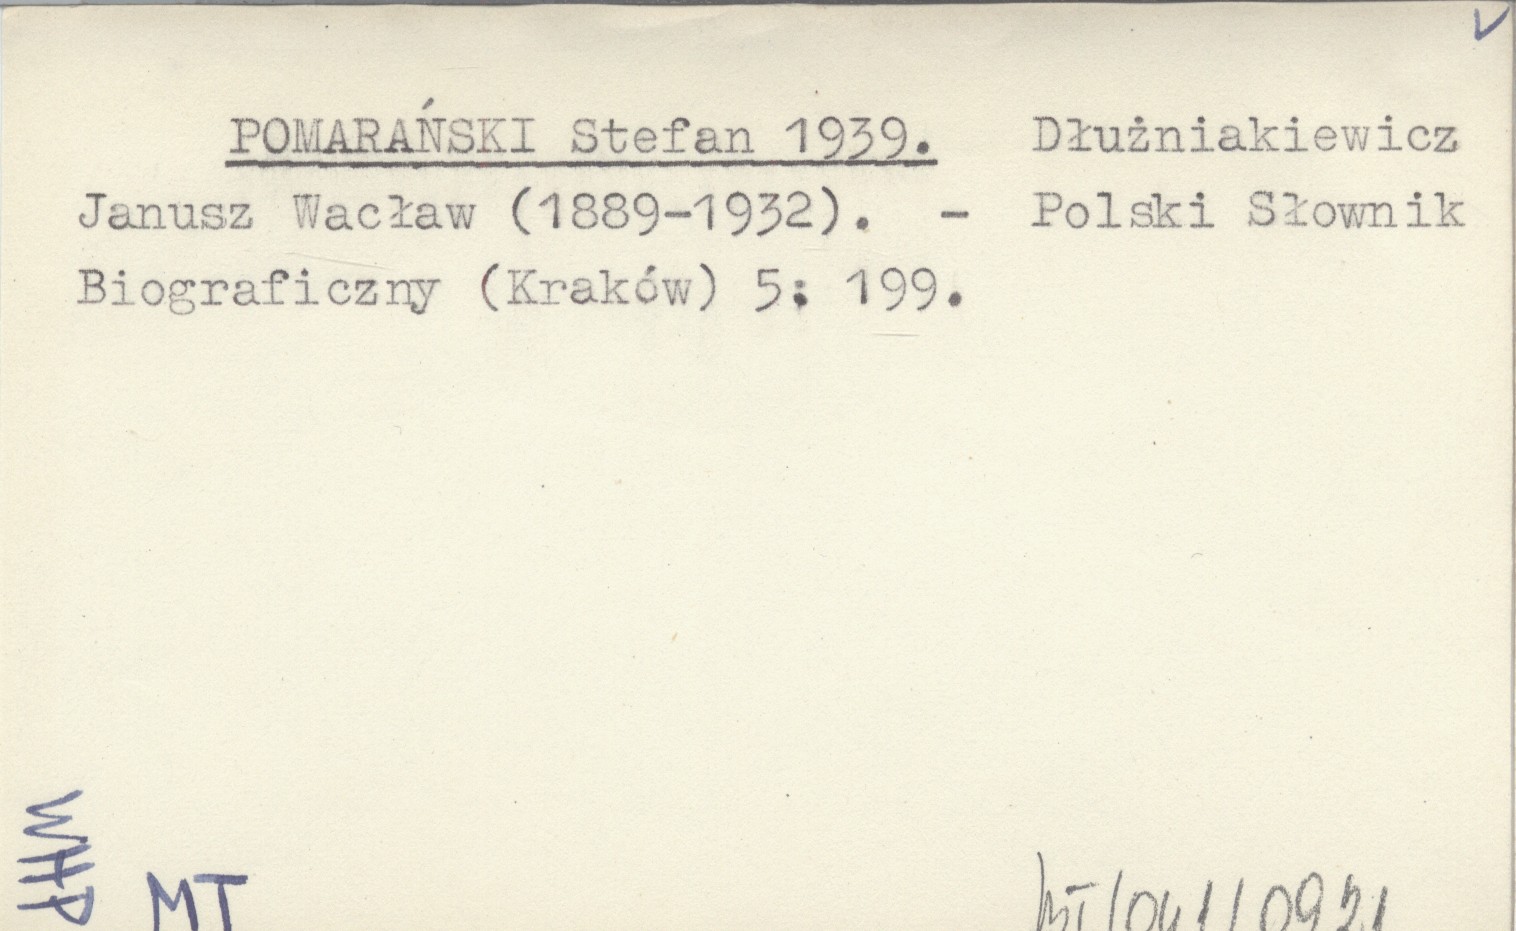 POMARAŃSKI Stefan 1939. Dłużniakiewicz
Janusz Wacław (1889-1932). - Polski Słownik
Biograficzny (Kraków) 5: 199.
WHP
MT